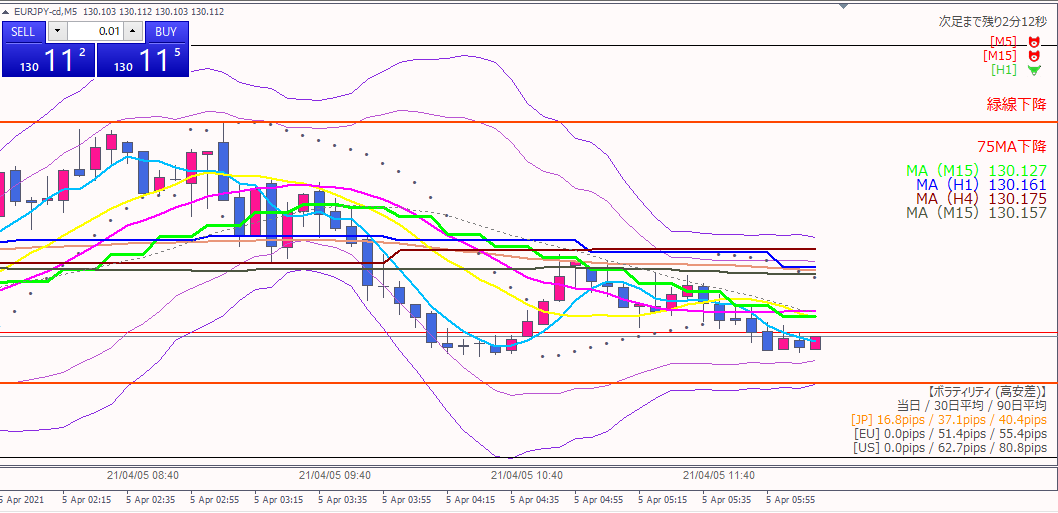 EURJPY-cd,M5 130.103 130.112 130.103 130.112
SELL 0.01 BUY
130 11 2 130 11 5
次足まで残り2分12秒
[M5]
[M15]
[H1]
緑線下降
75MA下降
MA (M15) 130.127
MA (H1) 130.161
MA (H4) 130.175
MA (M15) 130.157
【ボラティリティ (高安差)】
当日 / 30日平均 / 90日平均
[JP] 16.8pips / 37.1pips / 40.4pips
[EU] 0.0pips / 51.4pips / 55.4pips
[US] 0.0pips / 62.7pips / 80.8pips
21/04/05 08:40 21/04/05 09:40 21/04/05 10:40 21/04/05 11:40
5 Apr 2021 5 Apr 02:15 5 Apr 02:35 5 Apr 02:55 5 Apr 03:15 5 Apr 03:35 5 Apr 03:55 5 Apr 04:15 5 Apr 04:35 5 Apr 04:55 5 Apr 05:15 5 Apr 05:35 5 Apr 05:55